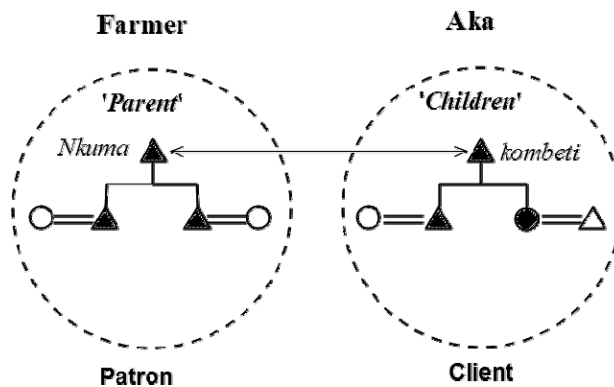 Farmer
Aka
'Parent'
'Children'
Nkuma
kombeti
Patron
Client